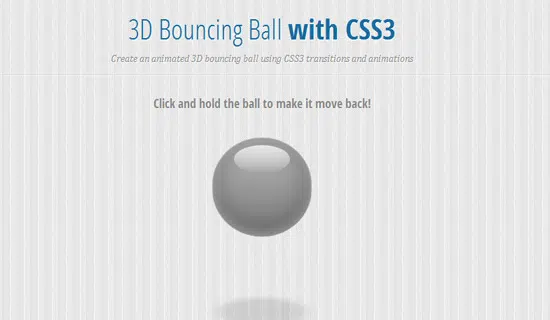 3D Bouncing Ball with CSS3
Create an animated 3D bouncing ball using CSS3 transitions and animations
Click and hold the ball to make it move back!